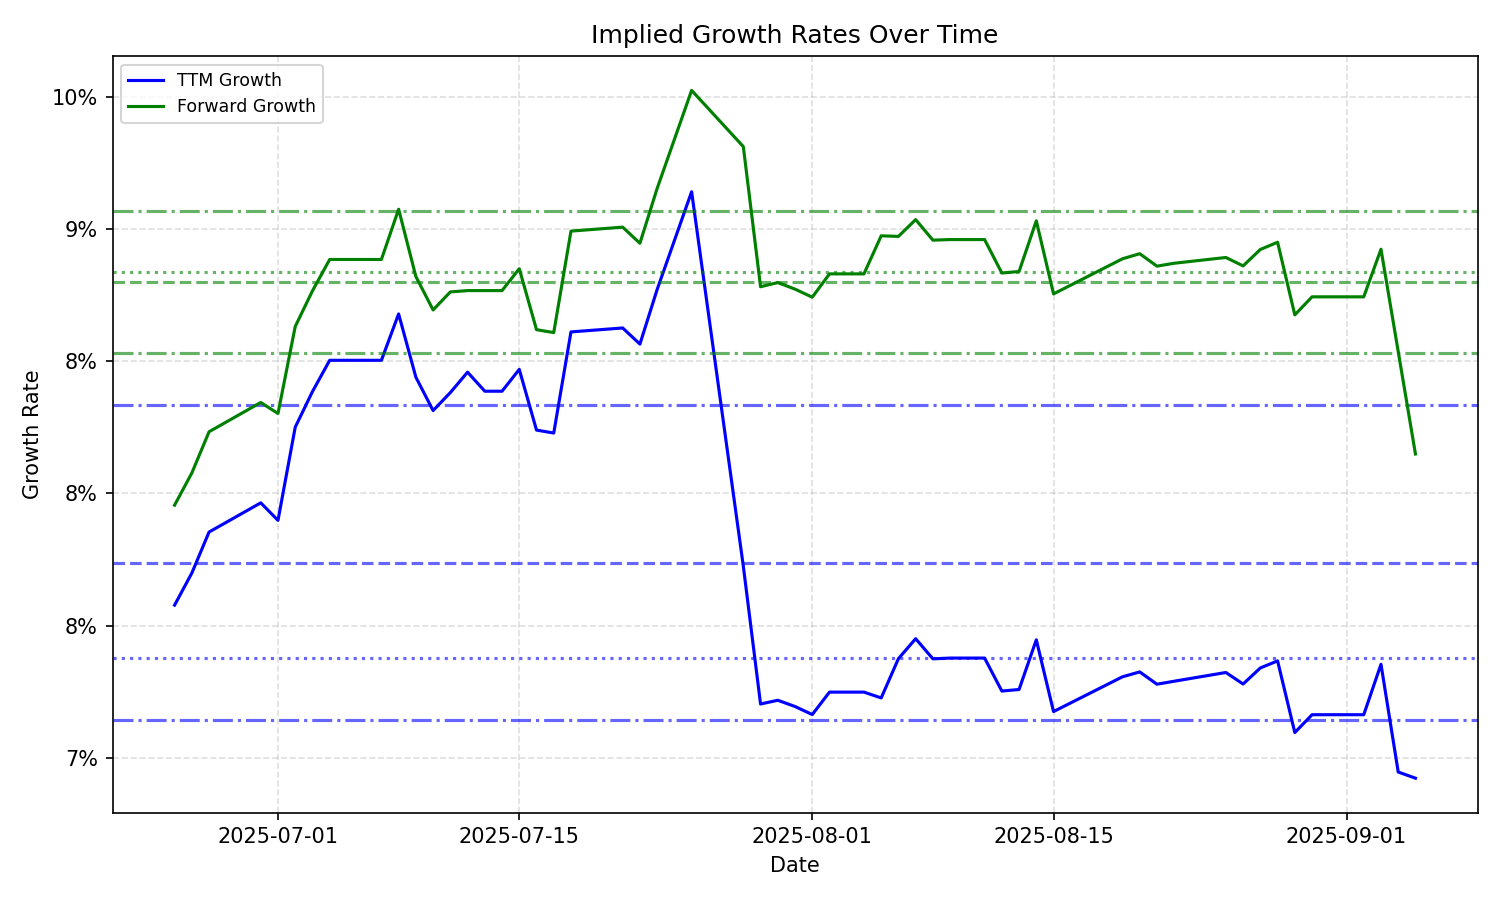 Implied Growth Rates Over Time
TTM Growth
Forward Growth
10%
9%
8%
8%
8%
7%
Growth Rate
2025-07-01
2025-07-15
2025-08-01
2025-08-15
2025-09-01
Date